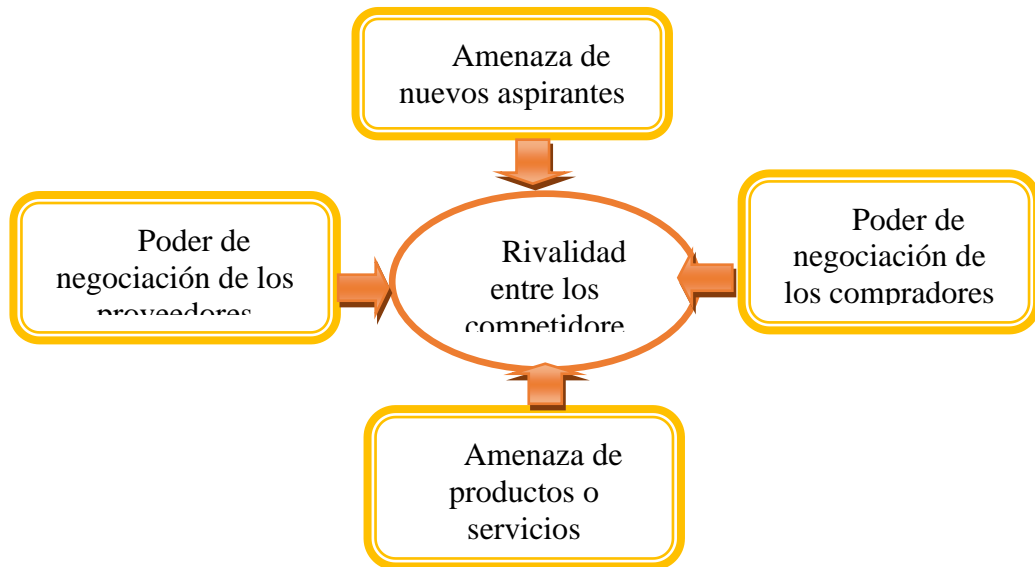 Amenaza de
nuevos aspirantes
Poder de
negociación de los
proveedores
Rivalidad
entre los
competidore
Poder de
negociación de
los compradores
Amenaza de
productos o
servicios